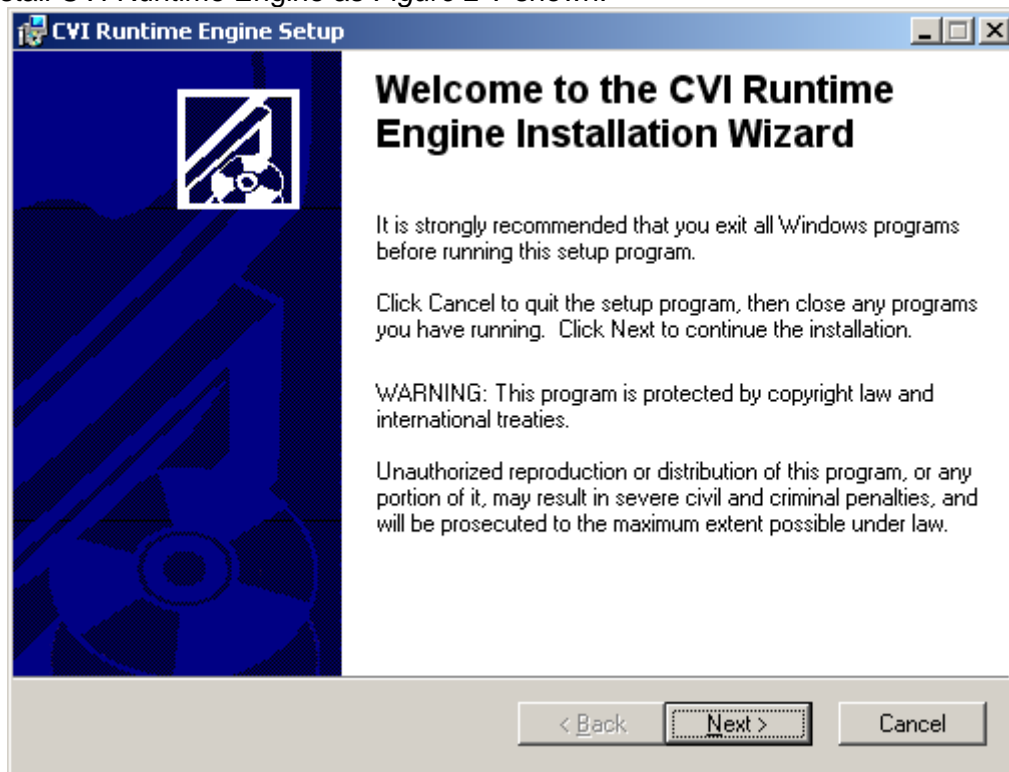 CVI Runtime Engine Setup
Welcome to the CVI Runtime
Engine Installation Wizard
It is strongly recommended that you exit all Windows programs
before running this setup program.
Click Cancel to quit the setup program, then close any programs
you have running. Click Next to continue the installation.
WARNING: This program is protected by copyright law and
international treaties.
Unauthorized reproduction or distribution of this program, or any
portion of it, may result in severe civil and criminal penalties, and
will be prosecuted to the maximum extent possible under law.
< Back Next > Cancel